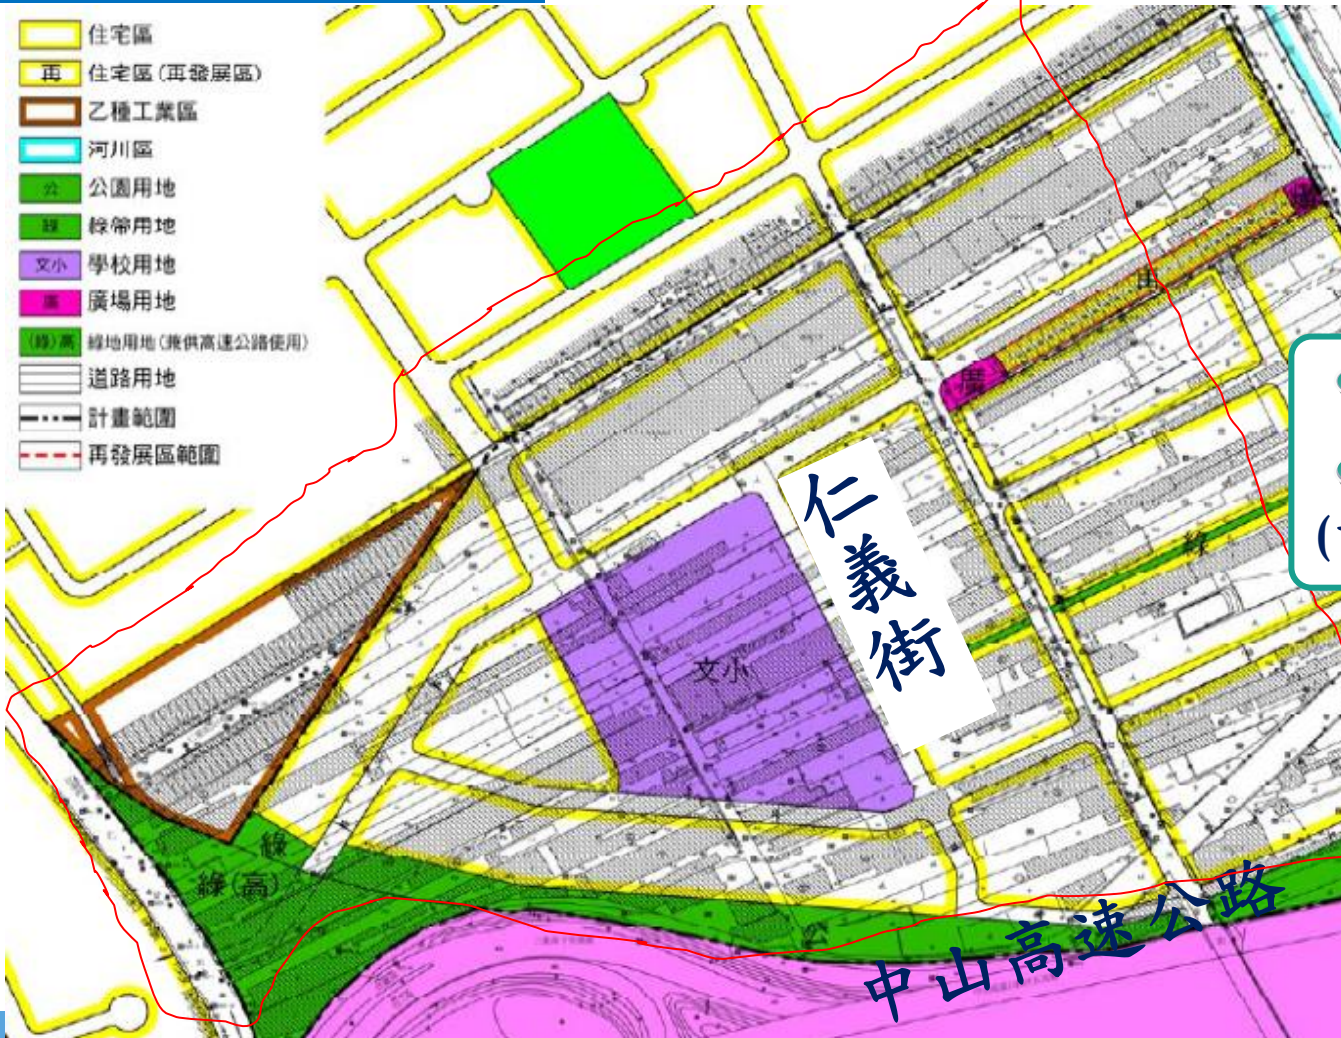 住宅區
再 住宅區(再發展區)
乙種工業區
河川區
公 公園用地
綠 綠帶用地
文小 學校用地
廣 廣場用地
(綠)高 綠地用地(兼供高速公路使用)
道路用地
計畫範圍
再發展區範圍
廣
綠
仁義街
文小
綠
綠(高)
中山高速公路
(